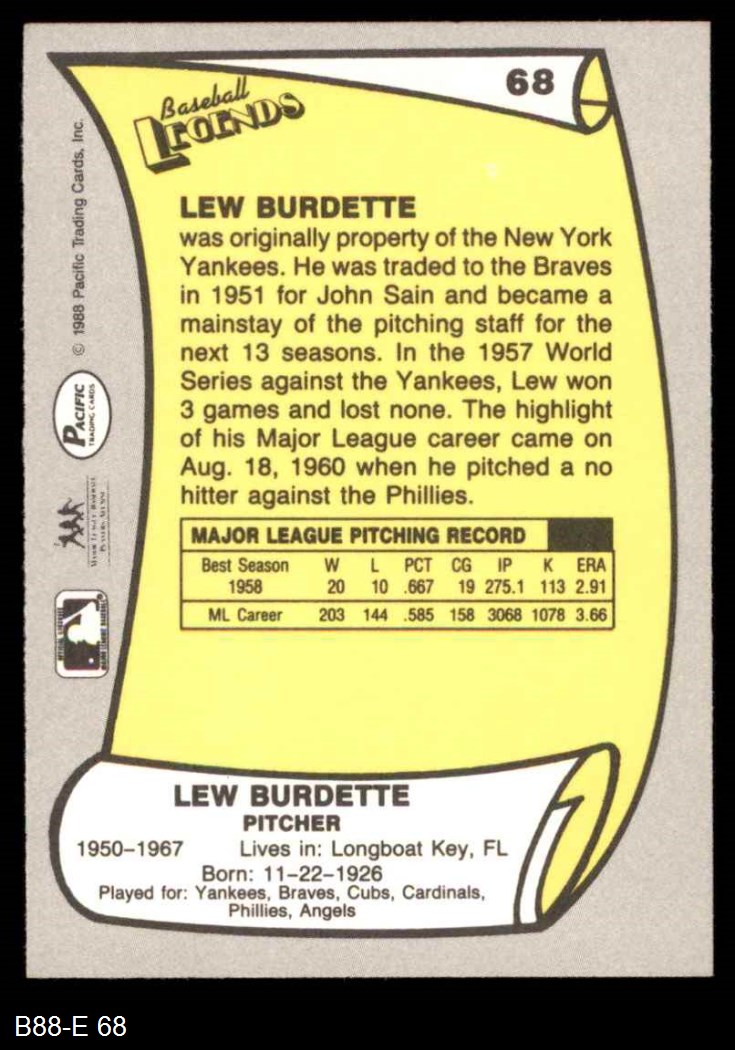 68
Baseball
LEGENDS
LEW BURDETTE
was originally property of the New York
Yankees. He was traded to the Braves
in 1951 for John Sain and became a
mainstay of the pitching staff for the
next 13 seasons. In the 1957 World
Series against the Yankees, Lew won
3 games and lost none. The highlight
of his Major League career came on
Aug. 18, 1960 when he pitched a no
hitter against the Phillies.
MAJOR LEAGUE PITCHING RECORD
Best Season W L PCT CG IP K ERA
1958 20 10 .667 19 275.1 113 2.91
ML Career 203 144 .585 158 3068 1078 3.66
© 1988 Pacific Trading Cards, Inc.
PACIFIC
TRADING CARDS
LEW BURDETTE
PITCHER
1950–1967 Lives in: Longboat Key, FL
Born: 11–22–1926
Played for: Yankees, Braves, Cubs, Cardinals,
Phillies, Angels
B88-E 68